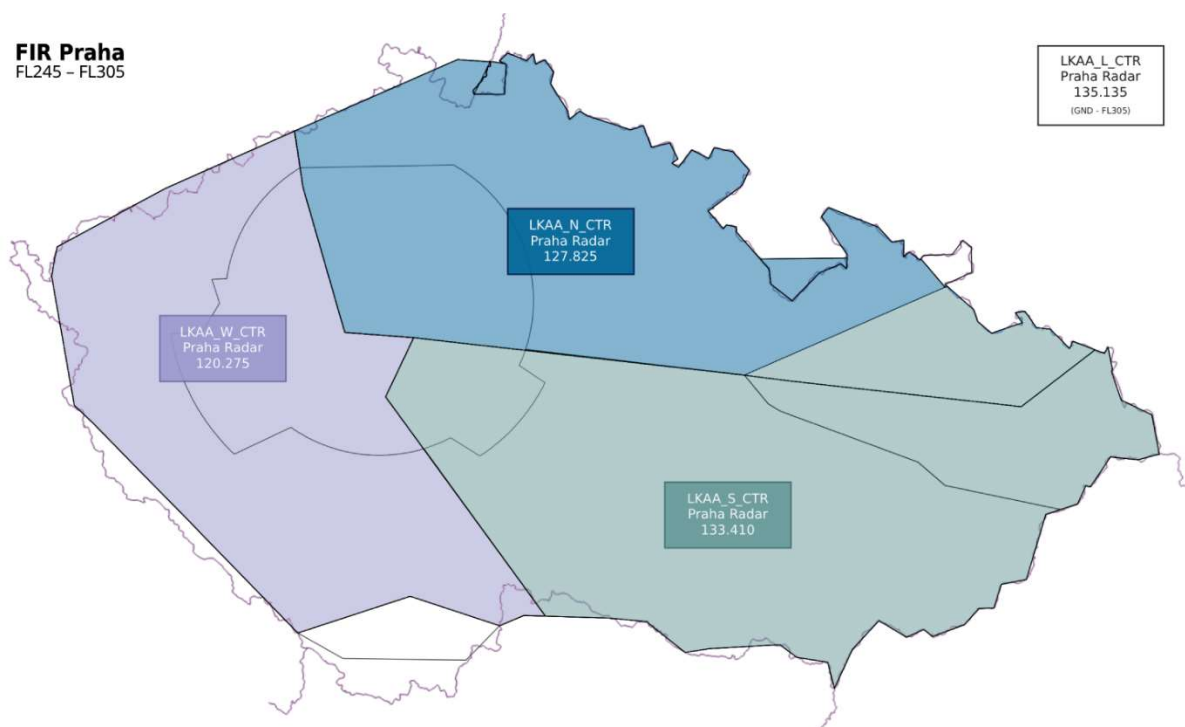 FIR Praha
FL245 – FL305
LKAA_L_CTR
Praha Radar
135.135
(GND - FL305)
LKAA_N_CTR
Praha Radar
127.825
LKAA_W_CTR
Praha Radar
120.275
LKAA_S_CTR
Praha Radar
133.410